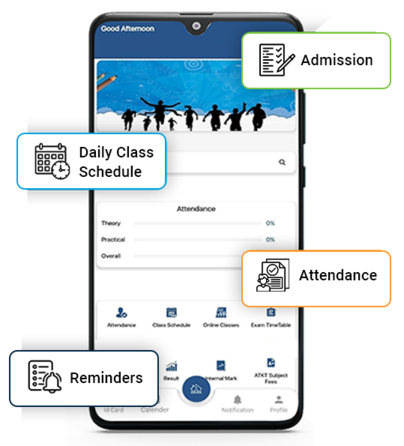 Good Afternoon
Admission
Daily Class
Schedule
Attendance
Theory
0%
Practical
0%
Overall
Attendance
Attendance
Class Schedule
Online Classes
Exam TimeTable
Reminders
Result
Internal Mark
ATKT Subject
Fees
Id Card
Calender
Notification
Profile